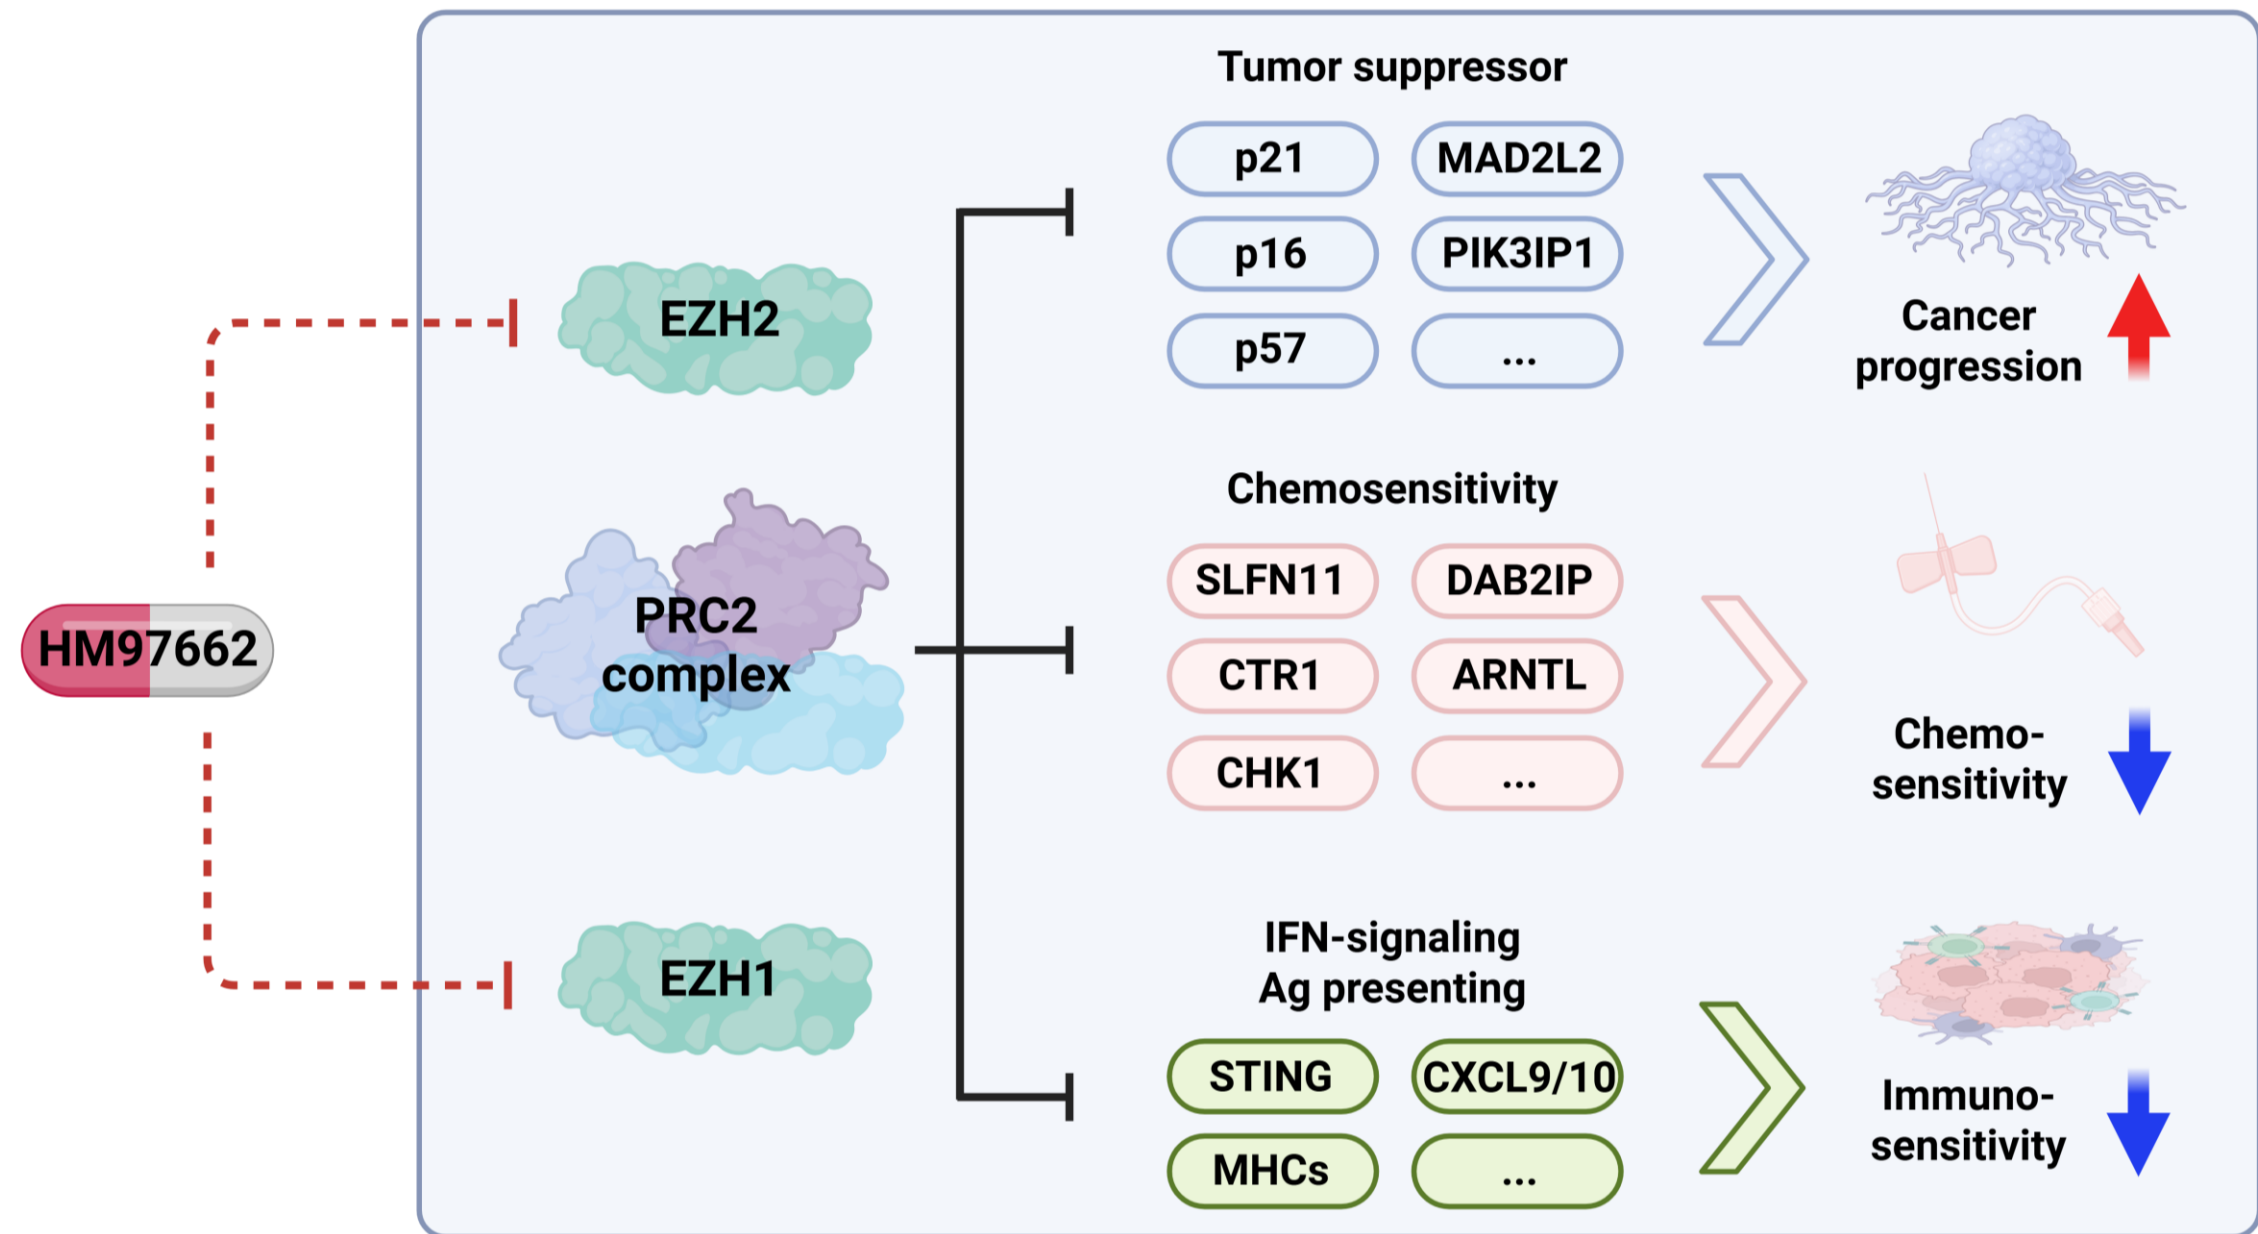 HM97662
EZH2
PRC2
complex
EZH1
Tumor suppressor
p21
MAD2L2
p16
PIK3IP1
p57
...
Cancer
progression
Chemosensitivity
SLFN11
DAB2IP
CTR1
ARNTL
CHK1
...
Chemo-
sensitivity
IFN-signaling
Ag presenting
STING
CXCL9/10
MHCs
...
Immuno-
sensitivity